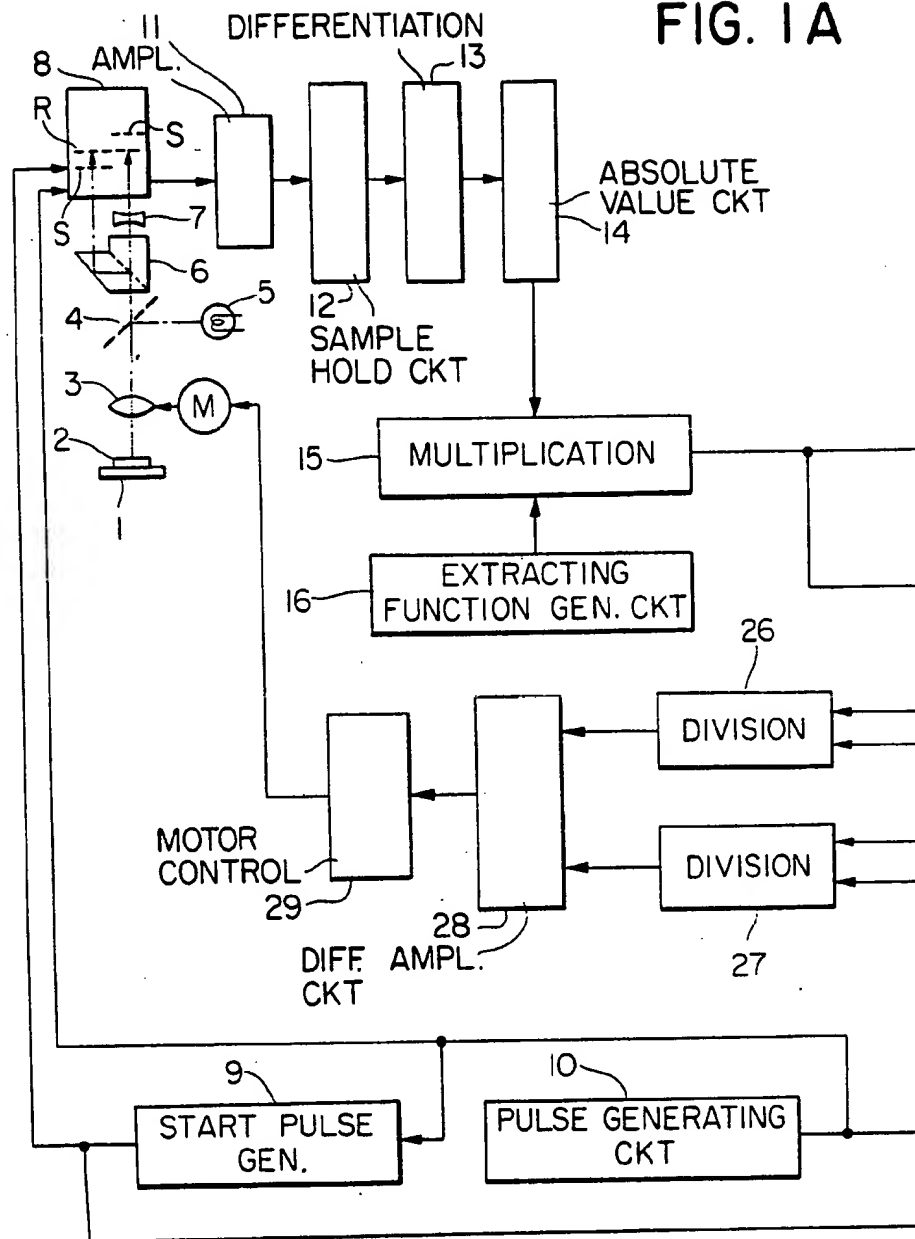 FIG. 1A
11
AMPL.
DIFFERENTIATION
13
8
R
S
S
7
6
5
4
3
M
2
1
12
SAMPLE
HOLD CKT
ABSOLUTE
VALUE CKT
14
15
MULTIPLICATION
16
EXTRACTING
FUNCTION GEN. CKT
26
DIVISION
MOTOR
CONTROL
29
28
DIFF. AMPL.
CKT
DIVISION
27
9
START PULSE
GEN.
10
PULSE GENERATING
CKT